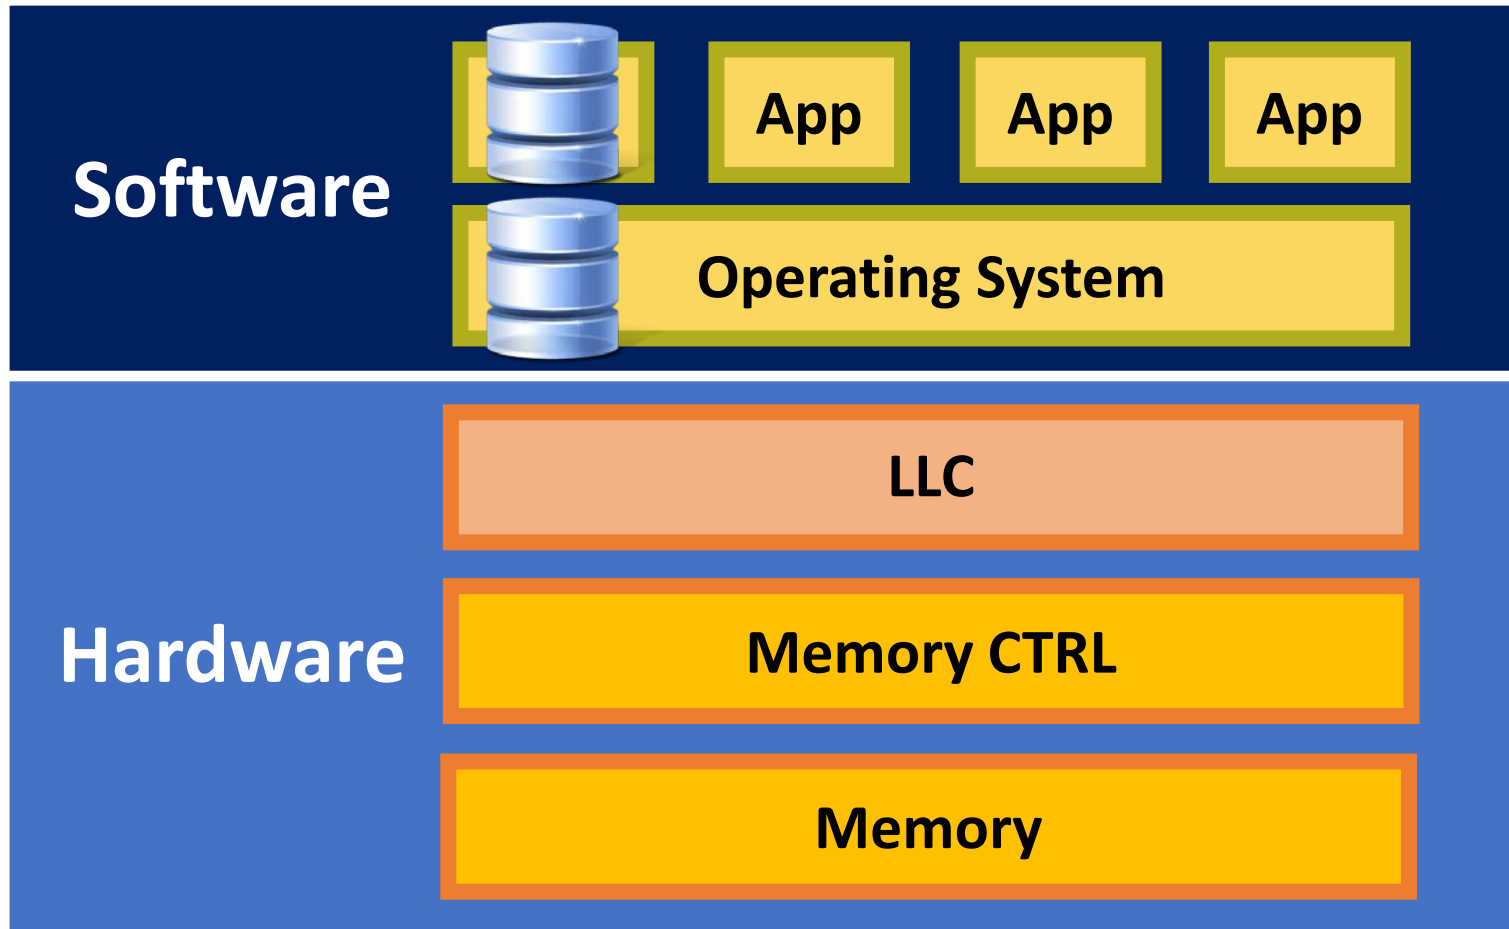 Software
App
App
App
Operating System
Hardware
LLC
Memory CTRL
Memory